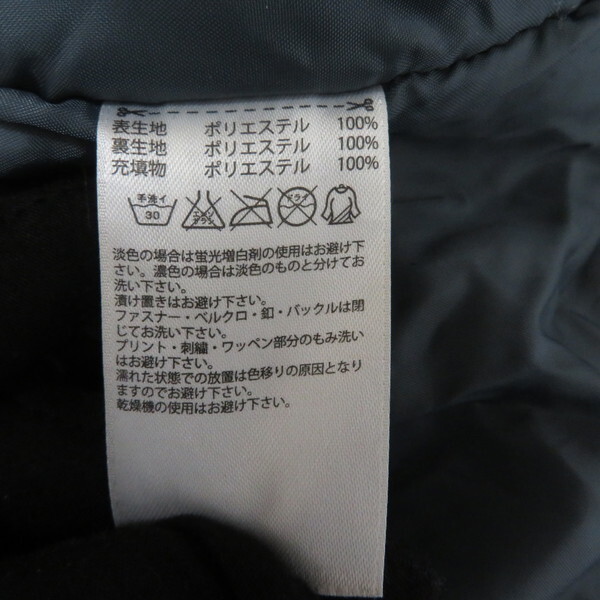 表生地 ポリエステル 100%
裏生地 ポリエステル 100%
充填物 ポリエステル 100%
手洗イ 30 エンソサラシ ドライ
淡色の場合は蛍光増白剤の使用はお避け下
さい。濃色の場合は淡色のものと分けてお
洗い下さい。
漬け置きはお避け下さい。
ファスナー・ベルクロ・釦・バックルは閉
じてお洗い下さい。
プリント・刺繍・ワッペン部分のもみ洗い
はお避け下さい。
濡れた状態での放置は色移りの原因となり
ますのでお避け下さい。
乾燥機の使用はお避け下さい。